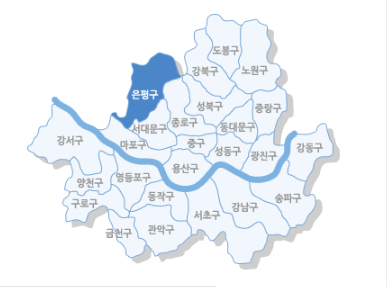 도봉구
강북구
노원구
은평구
성북구
중랑구
서대문구
종로구
동대문구
강서구
마포구
중구
성동구
광진구
강동구
양천구
영등포구
용산구
구로구
동작구
서초구
강남구
송파구
금천구
관악구